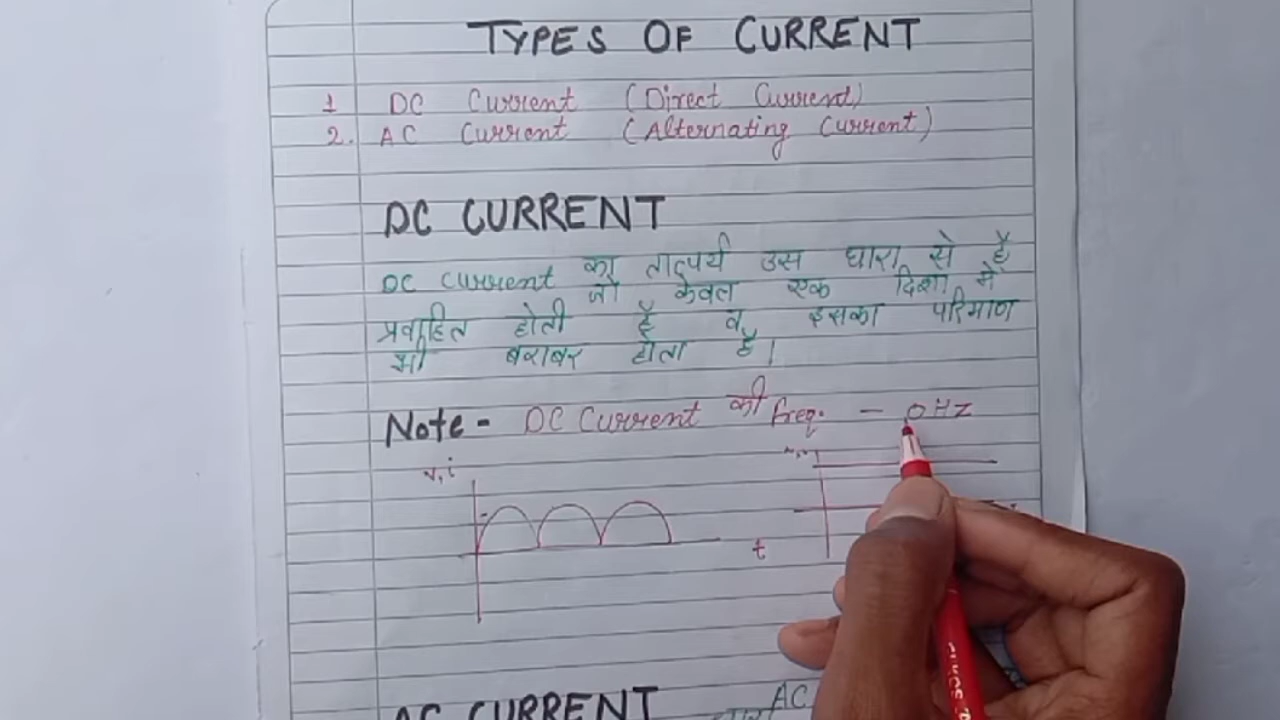 TYPES OF CURRENT
1 DC Current (Direct Current)
2. AC Current (Alternating Current)
DC CURRENT
DC Current का तात्पर्य उस धारा से है
जो केवल एक दिशा में
प्रवाहित होती है व इसका परिमाण
भी बराबर होता है।
Note- DC Current की freq. - 0HZ
v,i
t
AC CURRENT AC